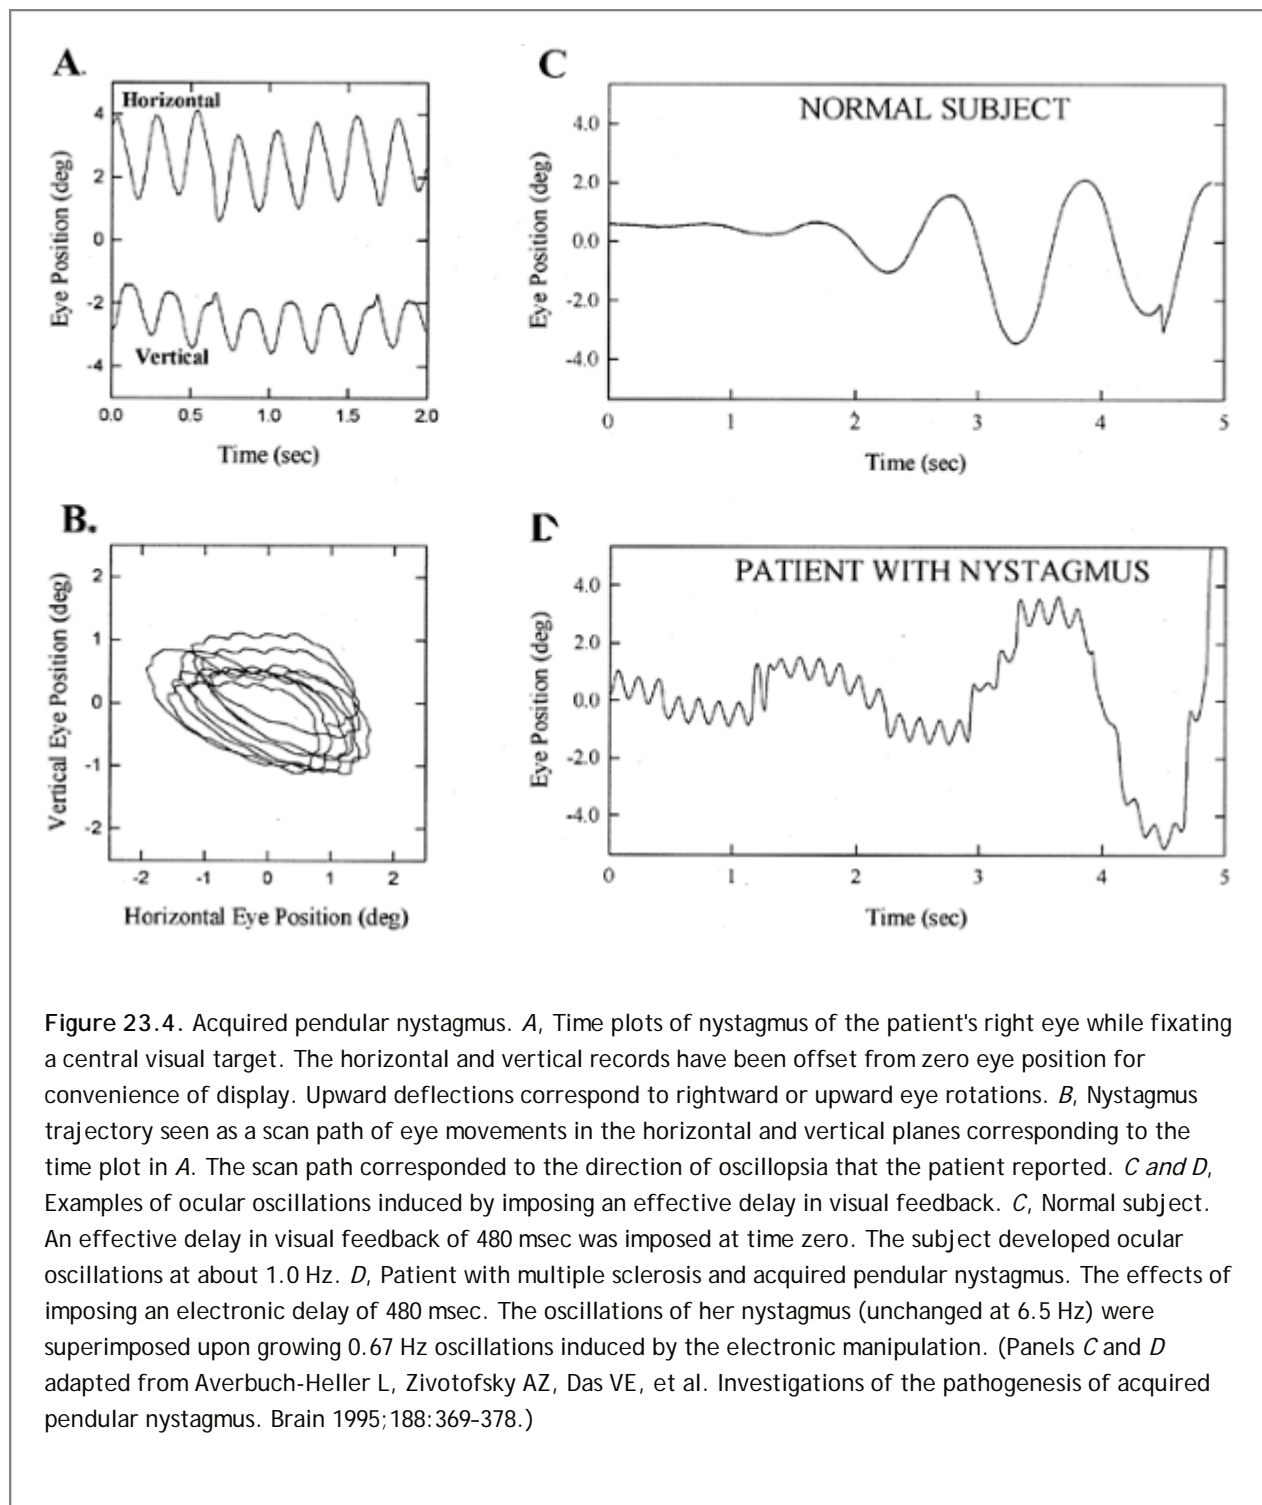 A.
Horizontal
Vertical
Eye Position (deg)
4
2
0
-2
-4
0.0 0.5 1.0 1.5 2.0
Time (sec)
C
NORMAL SUBJECT
Eye Position (deg)
4.0
2.0
0.0
-2.0
-4.0
0 1 2 3 4 5
Time (sec)
B.
Vertical Eye Position (deg)
2
1
0
-1
-2
-2 -1 0 1 2
Horizontal Eye Position (deg)
D
PATIENT WITH NYSTAGMUS
Eye Position (deg)
4.0
2.0
0.0
-2.0
-4.0
0 1 2 3 4 5
Time (sec)
Figure 23.4. Acquired pendular nystagmus. A, Time plots of nystagmus of the patient's right eye while fixating
a central visual target. The horizontal and vertical records have been offset from zero eye position for
convenience of display. Upward deflections correspond to rightward or upward eye rotations. B, Nystagmus
trajectory seen as a scan path of eye movements in the horizontal and vertical planes corresponding to the
time plot in A. The scan path corresponded to the direction of oscillopsia that the patient reported. C and D,
Examples of ocular oscillations induced by imposing an effective delay in visual feedback. C, Normal subject.
An effective delay in visual feedback of 480 msec was imposed at time zero. The subject developed ocular
oscillations at about 1.0 Hz. D, Patient with multiple sclerosis and acquired pendular nystagmus. The effects of
imposing an electronic delay of 480 msec. The oscillations of her nystagmus (unchanged at 6.5 Hz) were
superimposed upon growing 0.67 Hz oscillations induced by the electronic manipulation. (Panels C and D
adapted from Averbuch-Heller L, Zivotofsky AZ, Das VE, et al. Investigations of the pathogenesis of acquired
pendular nystagmus. Brain 1995;188:369–378.)